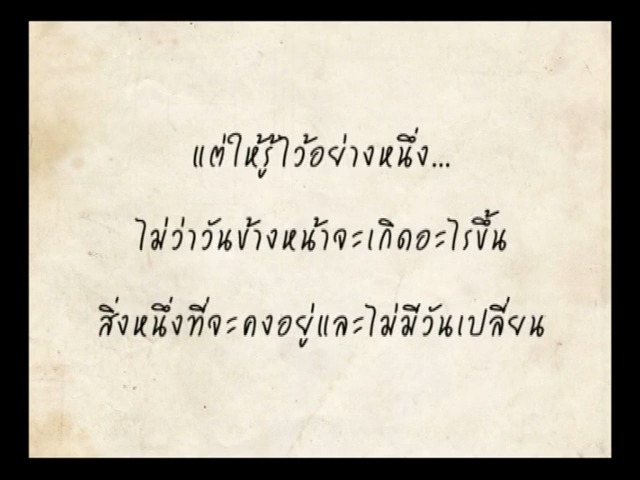 แต่ให้รู้ไว้อย่างหนึ่ง...
ไม่ว่าวันข้างหน้าจะเกิดอะไรขึ้น
สิ่งหนึ่งที่จะคงอยู่และไม่มีวันเปลี่ยน